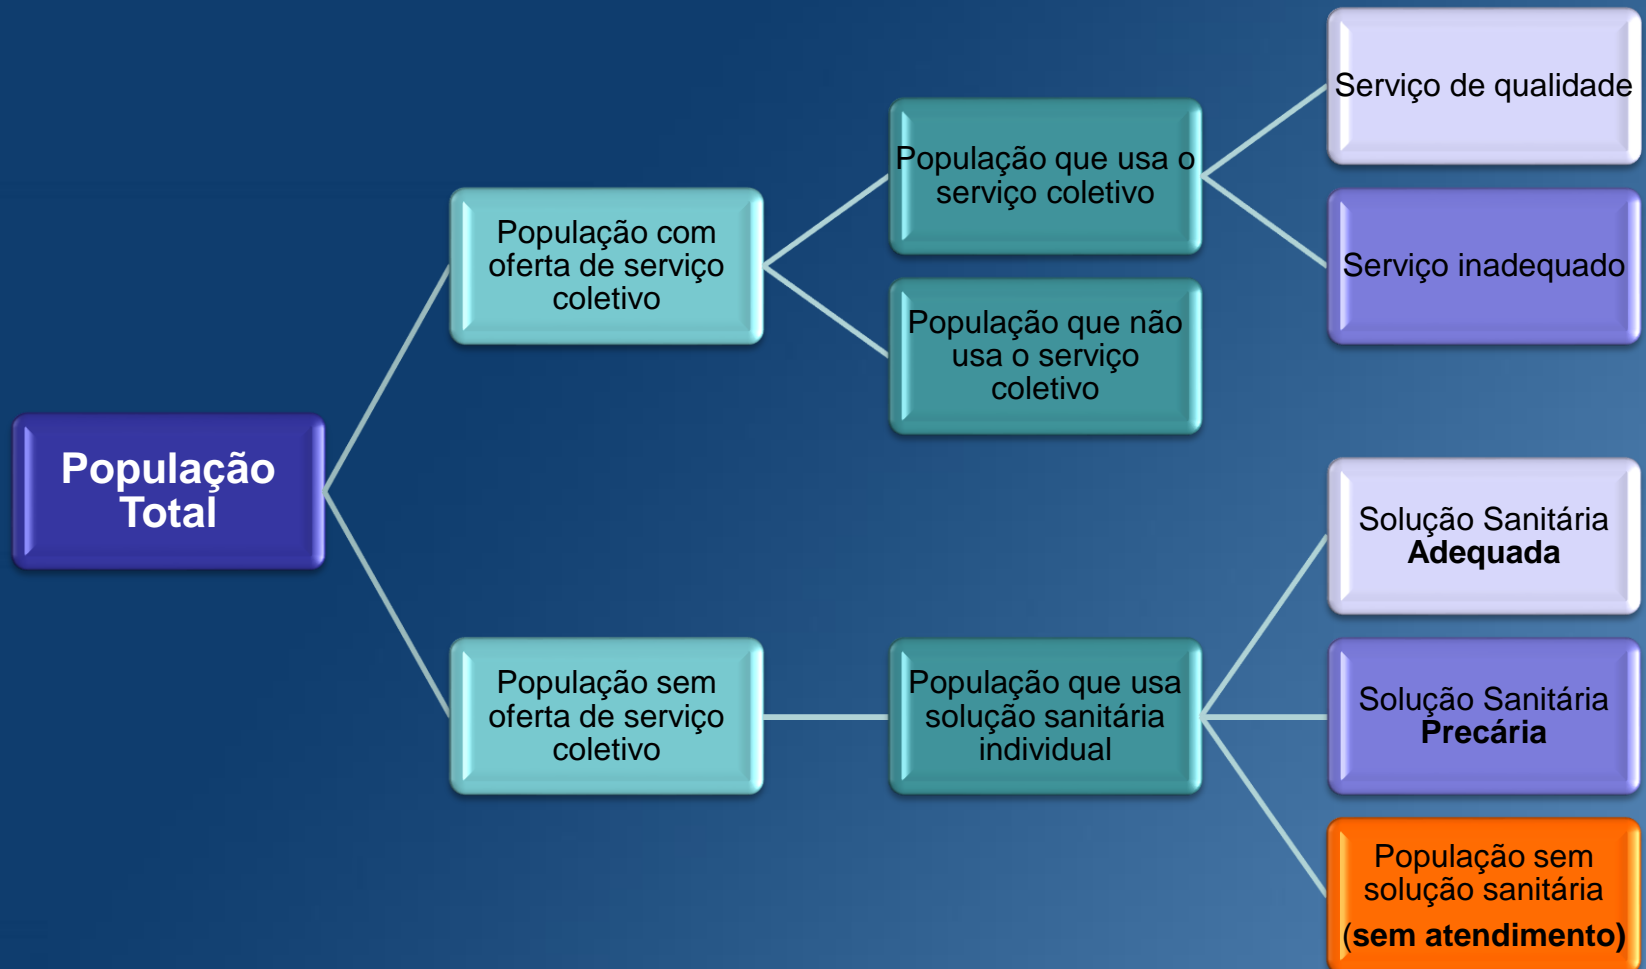 População
Total
População com
oferta de serviço
coletivo
População que usa o
serviço coletivo
Serviço de qualidade
Serviço inadequado
População que não
usa o serviço
coletivo
População sem
oferta de serviço
coletivo
População que usa
solução sanitária
individual
Solução Sanitária
Adequada
Solução Sanitária
Precária
População sem
solução sanitária
(sem atendimento)